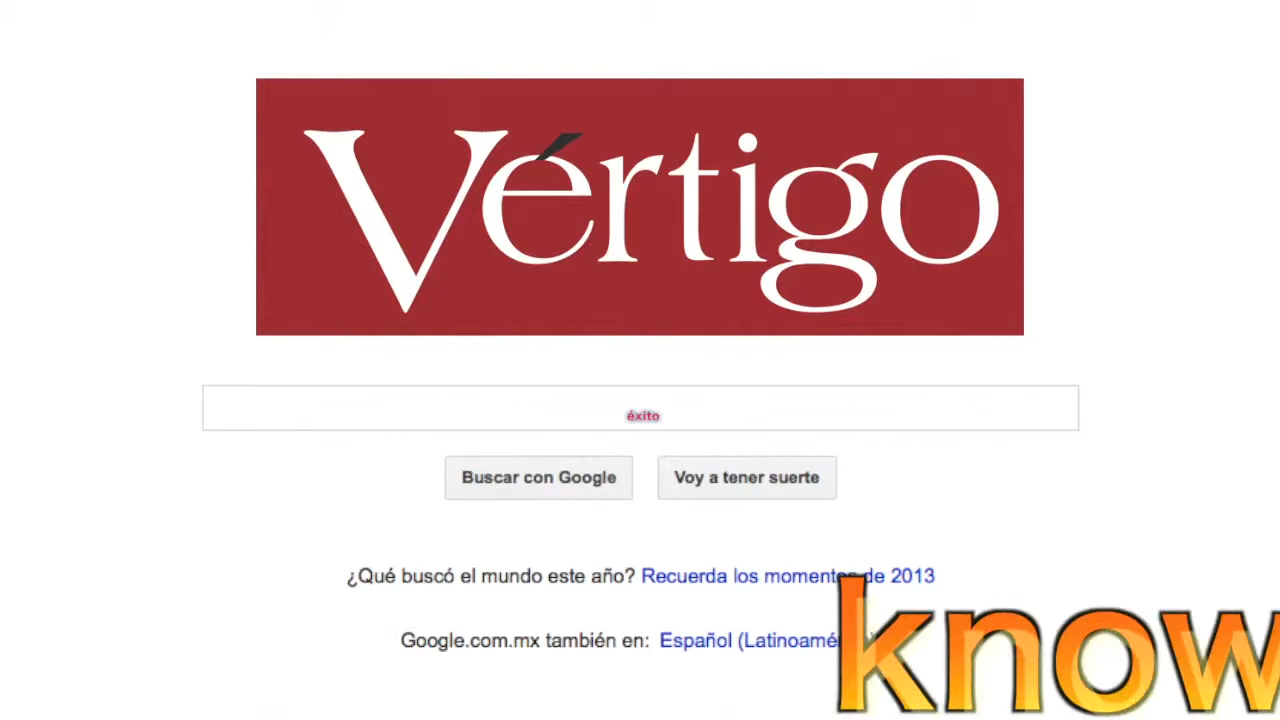 Vértigo
éxito
Buscar con Google
Voy a tener suerte
¿Qué buscó el mundo este año? Recuerda los momentos de 2013
Google.com.mx también en: Español (Latinoamé
know